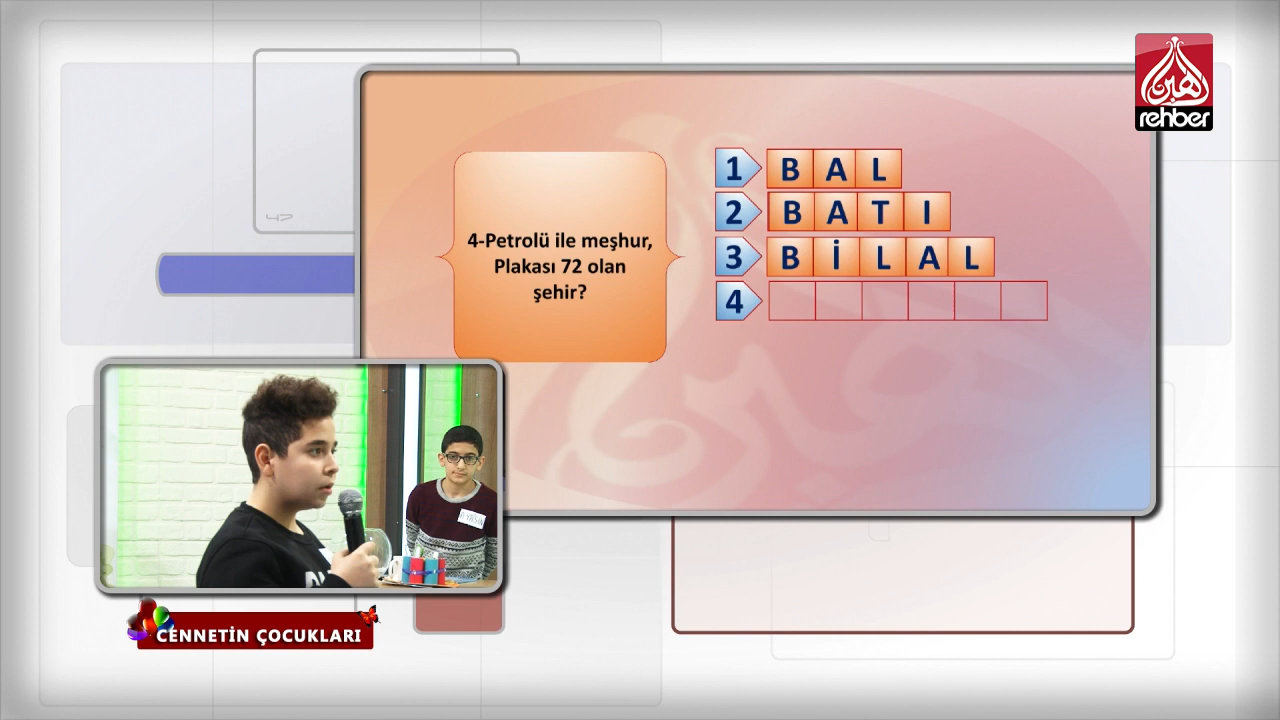 رهبر
rehber
1 BAL
2 BATI
3 BİLAL
4
4-Petrolü ile meşhur,
Plakası 72 olan
şehir?
CENNETİN ÇOCUKLARI